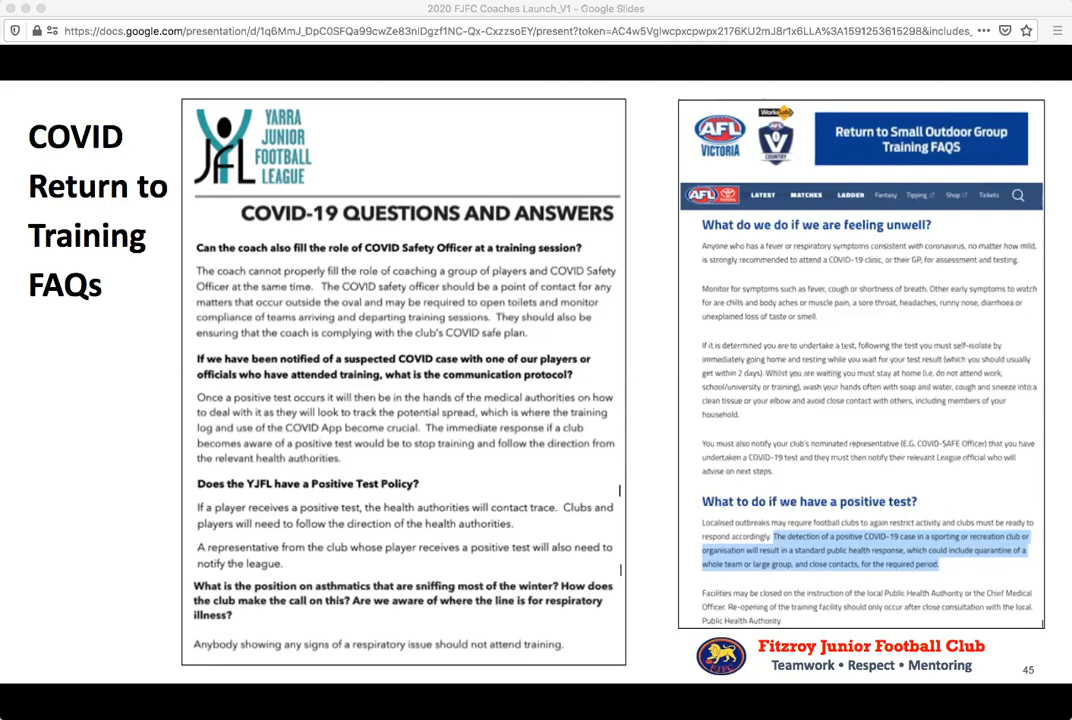 2020 FJFC Coaches Launch_V1 - Google Slides
https://docs.google.com/presentation/d/1q6MmJ_DpC0SFQa99cwZe83nIDgzf1NC-Qx-CxzzsoEY/present?token=AC4w5Vglwcpxcpwpx2176KU2mJ8r1x6LLA%3A1591253615298&includes_
COVID
Return to
Training
FAQs
YARRA
JUNIOR
FOOTBALL
LEAGUE
COVID-19 QUESTIONS AND ANSWERS
Can the coach also fill the role of COVID Safety Officer at a training session?
The coach cannot properly fill the role of coaching a group of players and COVID Safety
Officer at the same time. The COVID safety officer should be a point of contact for any
matters that occur outside the oval and may be required to open toilets and monitor
compliance of teams arriving and departing training sessions. They should also be
ensuring that the coach is complying with the club's COVID safe plan.
If we have been notified of a suspected COVID case with one of our players or
officials who have attended training, what is the communication protocol?
Once a positive test occurs it will then be in the hands of the medical authorities on how
to deal with it as they will look to track the potential spread, which is where the training
log and use of the COVID App become crucial. The immediate response if a club
becomes aware of a positive test would be to stop training and follow the direction from
the relevant health authorities.
Does the YJFL have a Positive Test Policy?
If a player receives a positive test, the health authorities will contact trace. Clubs and
players will need to follow the direction of the health authorities.
A representative from the club whose player receives a positive test will also need to
notify the league.
What is the position on asthmatics that are sniffing most of the winter? How does
the club make the call on this? Are we aware of where the line is for respiratory
illness?
Anybody showing any signs of a respiratory issue should not attend training.
AFL
VICTORIA
WorkSafe
V
COUNTRY
Return to Small Outdoor Group
Training FAQS
AFL
LATEST MATCHES LADDER Fantasy Tipping Shop Tickets
What do we do if we are feeling unwell?
Anyone who has a fever or respiratory symptoms consistent with coronavirus, no matter how mild,
is strongly recommended to attend a COVID-19 clinic, or their GP, for assessment and testing.
Monitor for symptoms such as fever, cough or shortness of breath. Other early symptoms to watch
for are chills and body aches or muscle pain, a sore throat, headaches, runny nose, diarrhoea or
unexplained loss of taste or smell.
If it is determined you are to undertake a test, following the test you must self-isolate by
immediately going home and resting while you wait for your test result (which you should usually
get within 2 days). Whilst you are waiting you must stay at home (i.e. do not attend work,
school/university or training), wash your hands often with soap and water, cough and sneeze into a
clean tissue or your elbow and avoid close contact with others, including members of your
household.
You must also notify your club's nominated representative (E.G. COVID-SAFE Officer) that you have
undertaken a COVID-19 test and they must then notify their relevant League official who will
advise on next steps.
What to do if we have a positive test?
Localised outbreaks may require football clubs to again restrict activity and clubs must be ready to
respond accordingly. The detection of a positive COVID-19 case in a sporting or recreation club or
organisation will result in a standard public health response, which could include quarantine of a
whole team or large group, and close contacts, for the required period.
Facilities may be closed on the instruction of the local Public Health Authority or the Chief Medical
Officer. Re-opening of the training facility should only occur after close consultation with the local
Public Health Authority
Fitzroy Junior Football Club
Teamwork • Respect • Mentoring
45